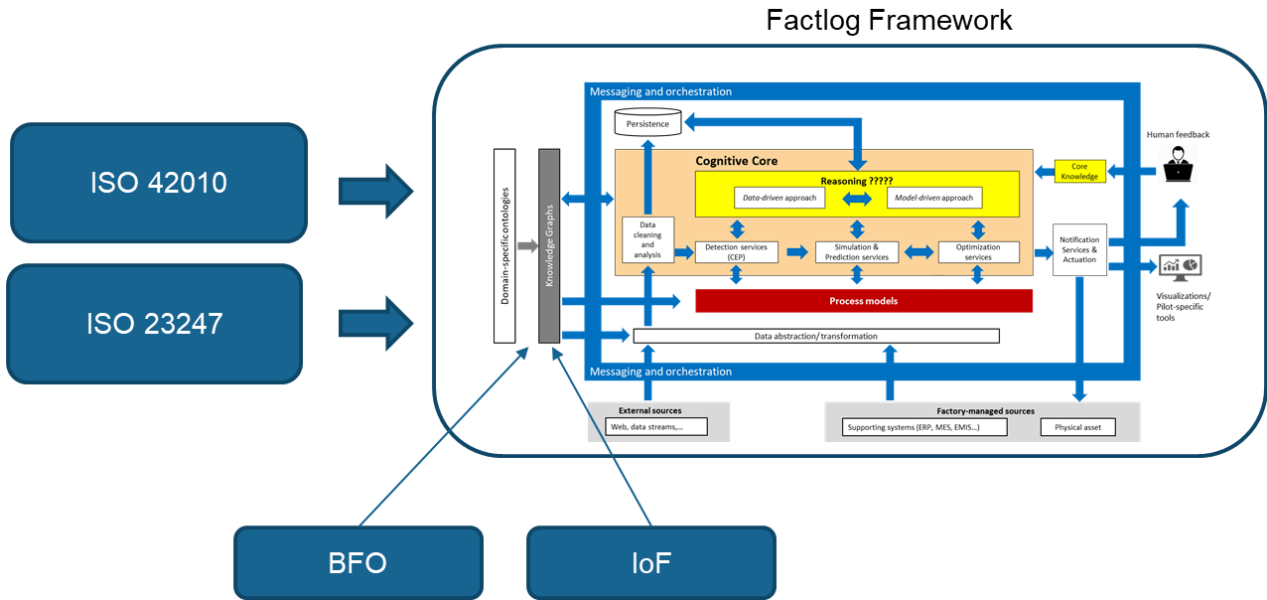 Factlog Framework
ISO 42010
ISO 23247
Messaging and orchestration
Persistence
Cognitive Core
Reasoning ?????
Data-driven approach
Model-driven approach
Domain-specificontologies
Knowledge Graphs
Data
cleaning
and
analysis
Detection services
(CEP)
Simulation &
Prediction services
Optimization
services
Process models
Data abstraction/transformation
Messaging and orchestration
Human feedback
Core
Knowledge
Notification
Services &
Actuation
Visualizations/
Pilot-specific
tools
External sources
Web, data streams,...
Factory-managed sources
Supporting systems (ERP, MES, EMIS...)
Physical asset
BFO
IoF